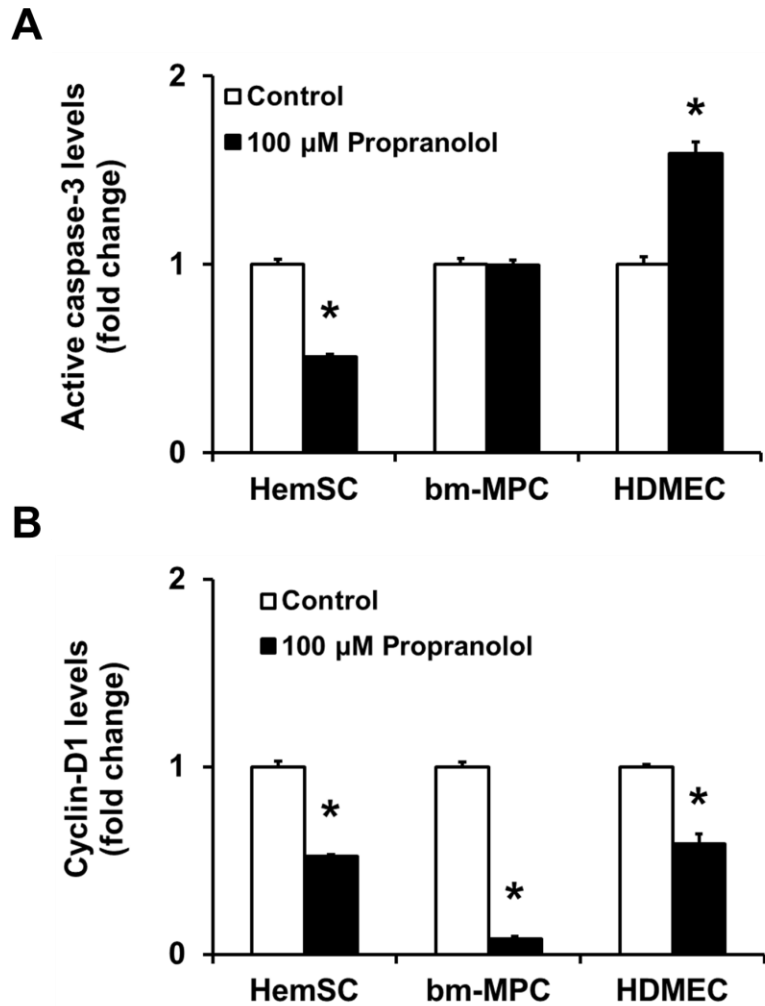 A
Active caspase-3 levels
(fold change)
2
1
0
Control
100 µM Propranolol
*
*
HemSC bm-MPC HDMEC
B
Cyclin-D1 levels
(fold change)
2
1
0
Control
100 µM Propranolol
*
*
*
HemSC bm-MPC HDMEC